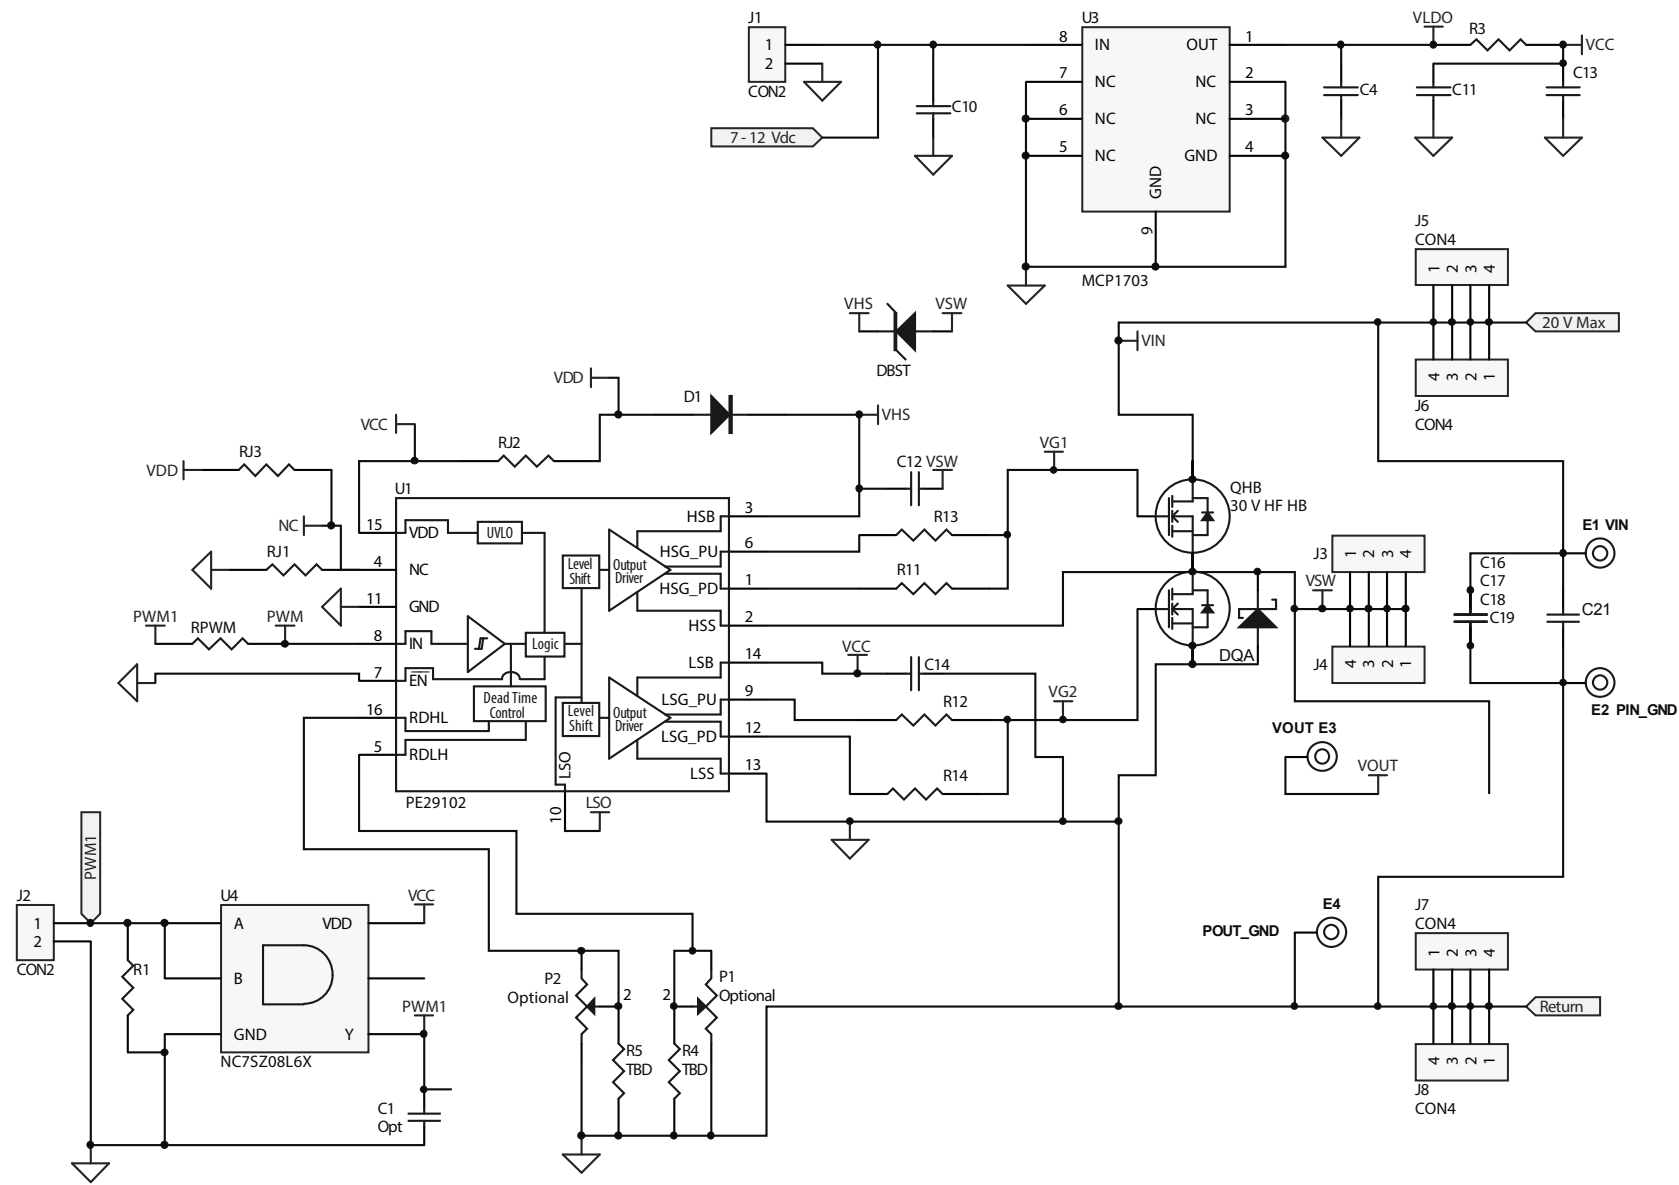 J1
1
2
CON2
7 - 12 Vdc
C10
U3
8
IN
OUT
1
7
NC
NC
2
6
NC
NC
3
5
NC
GND
4
GND
9
MCP1703
VLDO
R3
VCC
C4
C11
C13
J5
CON4
1
2
3
4
20 V Max
4
3
2
1
J6
CON4
VIN
VHS
VSW
DBST
VDD
D1
VHS
VCC
RJ2
VDD
RJ3
NC
RJ1
PWM1
RPWM
PWM
U1
15
VDD
UVLO
4
NC
11
GND
8
IN
Logic
7
EN
Dead Time
Control
16
RDHL
5
RDLH
Level
Shift
Output
Driver
Level
Shift
Output
Driver
LSO
10
LSO
PE29102
HSB
3
HSG_PU
6
HSG_PD
1
HSS
2
LSB
14
LSG_PU
9
LSG_PD
12
LSS
13
C12
VSW
R13
R11
VG1
QHB
30 V HF HB
VCC
C14
R12
R14
VG2
DQA
J3
1
2
3
4
VSW
J4
4
3
2
1
C16
C17
C18
C19
C21
E1 VIN
E2 PIN_GND
VOUT E3
VOUT
E4
POUT_GND
J7
CON4
1
2
3
4
Return
4
3
2
1
J8
CON4
PWM1
J2
1
2
CON2
R1
U4
A
VDD
B
GND
Y
NC7SZ08L6X
VCC
PWM1
C1
Opt
P2
Optional
2
R5
TBD
2
P1
Optional
R4
TBD